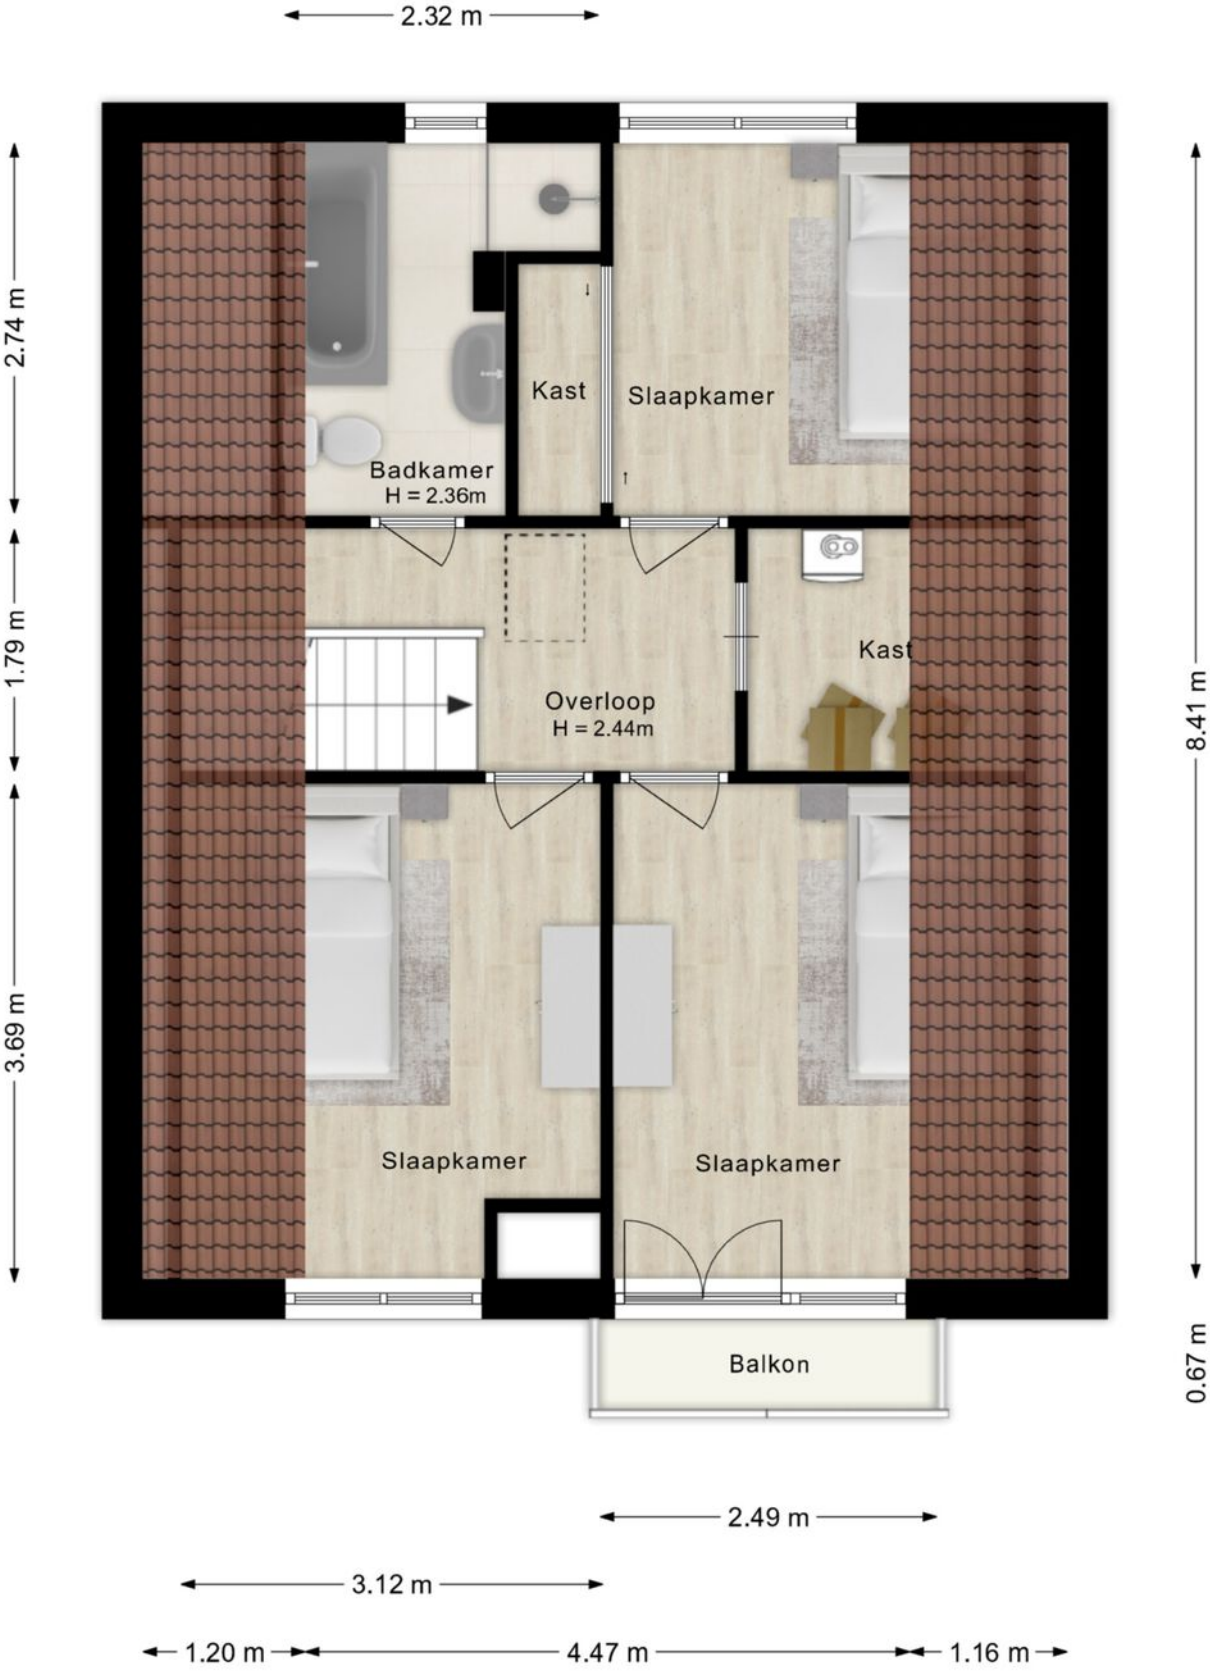 2.32 m
2.74 m
Kast
Slaapkamer
Badkamer
H = 2.36m
1.79 m
Kast
Overloop
H = 2.44m
8.41 m
3.69 m
Slaapkamer
Slaapkamer
0.67 m
Balkon
2.49 m
3.12 m
1.20 m
4.47 m
1.16 m